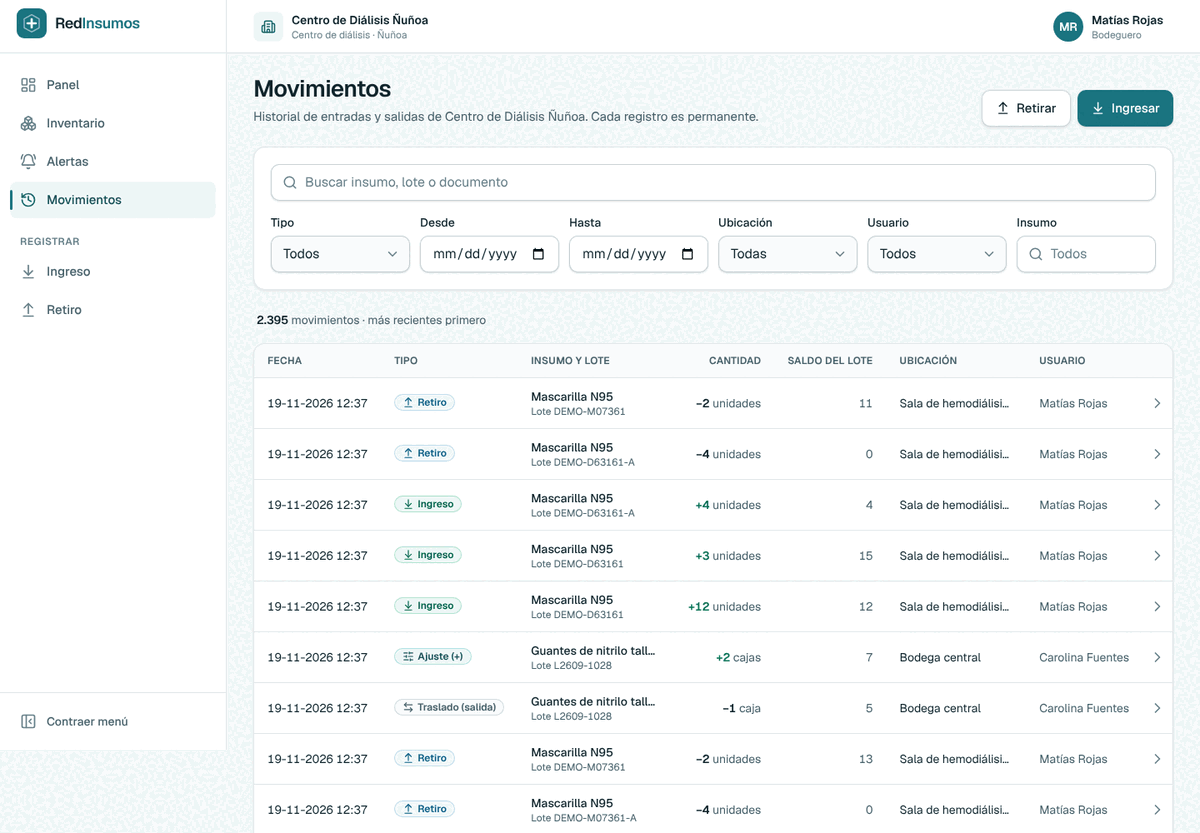 RedInsumos
Centro de Diálisis Ñuñoa
Centro de diálisis · Ñuñoa
MR
Matías Rojas
Bodeguero
Panel
Inventario
Alertas
Movimientos
REGISTRAR
Ingreso
Retiro
Contraer menú
Movimientos
Historial de entradas y salidas de Centro de Diálisis Ñuñoa. Cada registro es permanente.
Retirar
Ingresar
Buscar insumo, lote o documento
Tipo Desde Hasta Ubicación Usuario Insumo
Todos mm/dd/yyyy mm/dd/yyyy Todas Todos Todos
2.395 movimientos · más recientes primero
FECHA TIPO INSUMO Y LOTE CANTIDAD SALDO DEL LOTE UBICACIÓN USUARIO
19-11-2026 12:37 Retiro Mascarilla N95 −2 unidades 11 Sala de hemodiálisi… Matías Rojas
Lote DEMO-M07361
19-11-2026 12:37 Retiro Mascarilla N95 −4 unidades 0 Sala de hemodiálisi… Matías Rojas
Lote DEMO-D63161-A
19-11-2026 12:37 Ingreso Mascarilla N95 +4 unidades 4 Sala de hemodiálisi… Matías Rojas
Lote DEMO-D63161-A
19-11-2026 12:37 Ingreso Mascarilla N95 +3 unidades 15 Sala de hemodiálisi… Matías Rojas
Lote DEMO-D63161
19-11-2026 12:37 Ingreso Mascarilla N95 +12 unidades 12 Sala de hemodiálisi… Matías Rojas
Lote DEMO-D63161
19-11-2026 12:37 Ajuste (+) Guantes de nitrilo tall… +2 cajas 7 Bodega central Carolina Fuentes
Lote L2609-1028
19-11-2026 12:37 Traslado (salida) Guantes de nitrilo tall… −1 caja 5 Bodega central Carolina Fuentes
Lote L2609-1028
19-11-2026 12:37 Retiro Mascarilla N95 −2 unidades 13 Sala de hemodiálisi… Matías Rojas
Lote DEMO-M07361
19-11-2026 12:37 Retiro Mascarilla N95 −4 unidades 0 Sala de hemodiálisi… Matías Rojas
Lote DEMO-M07361-A